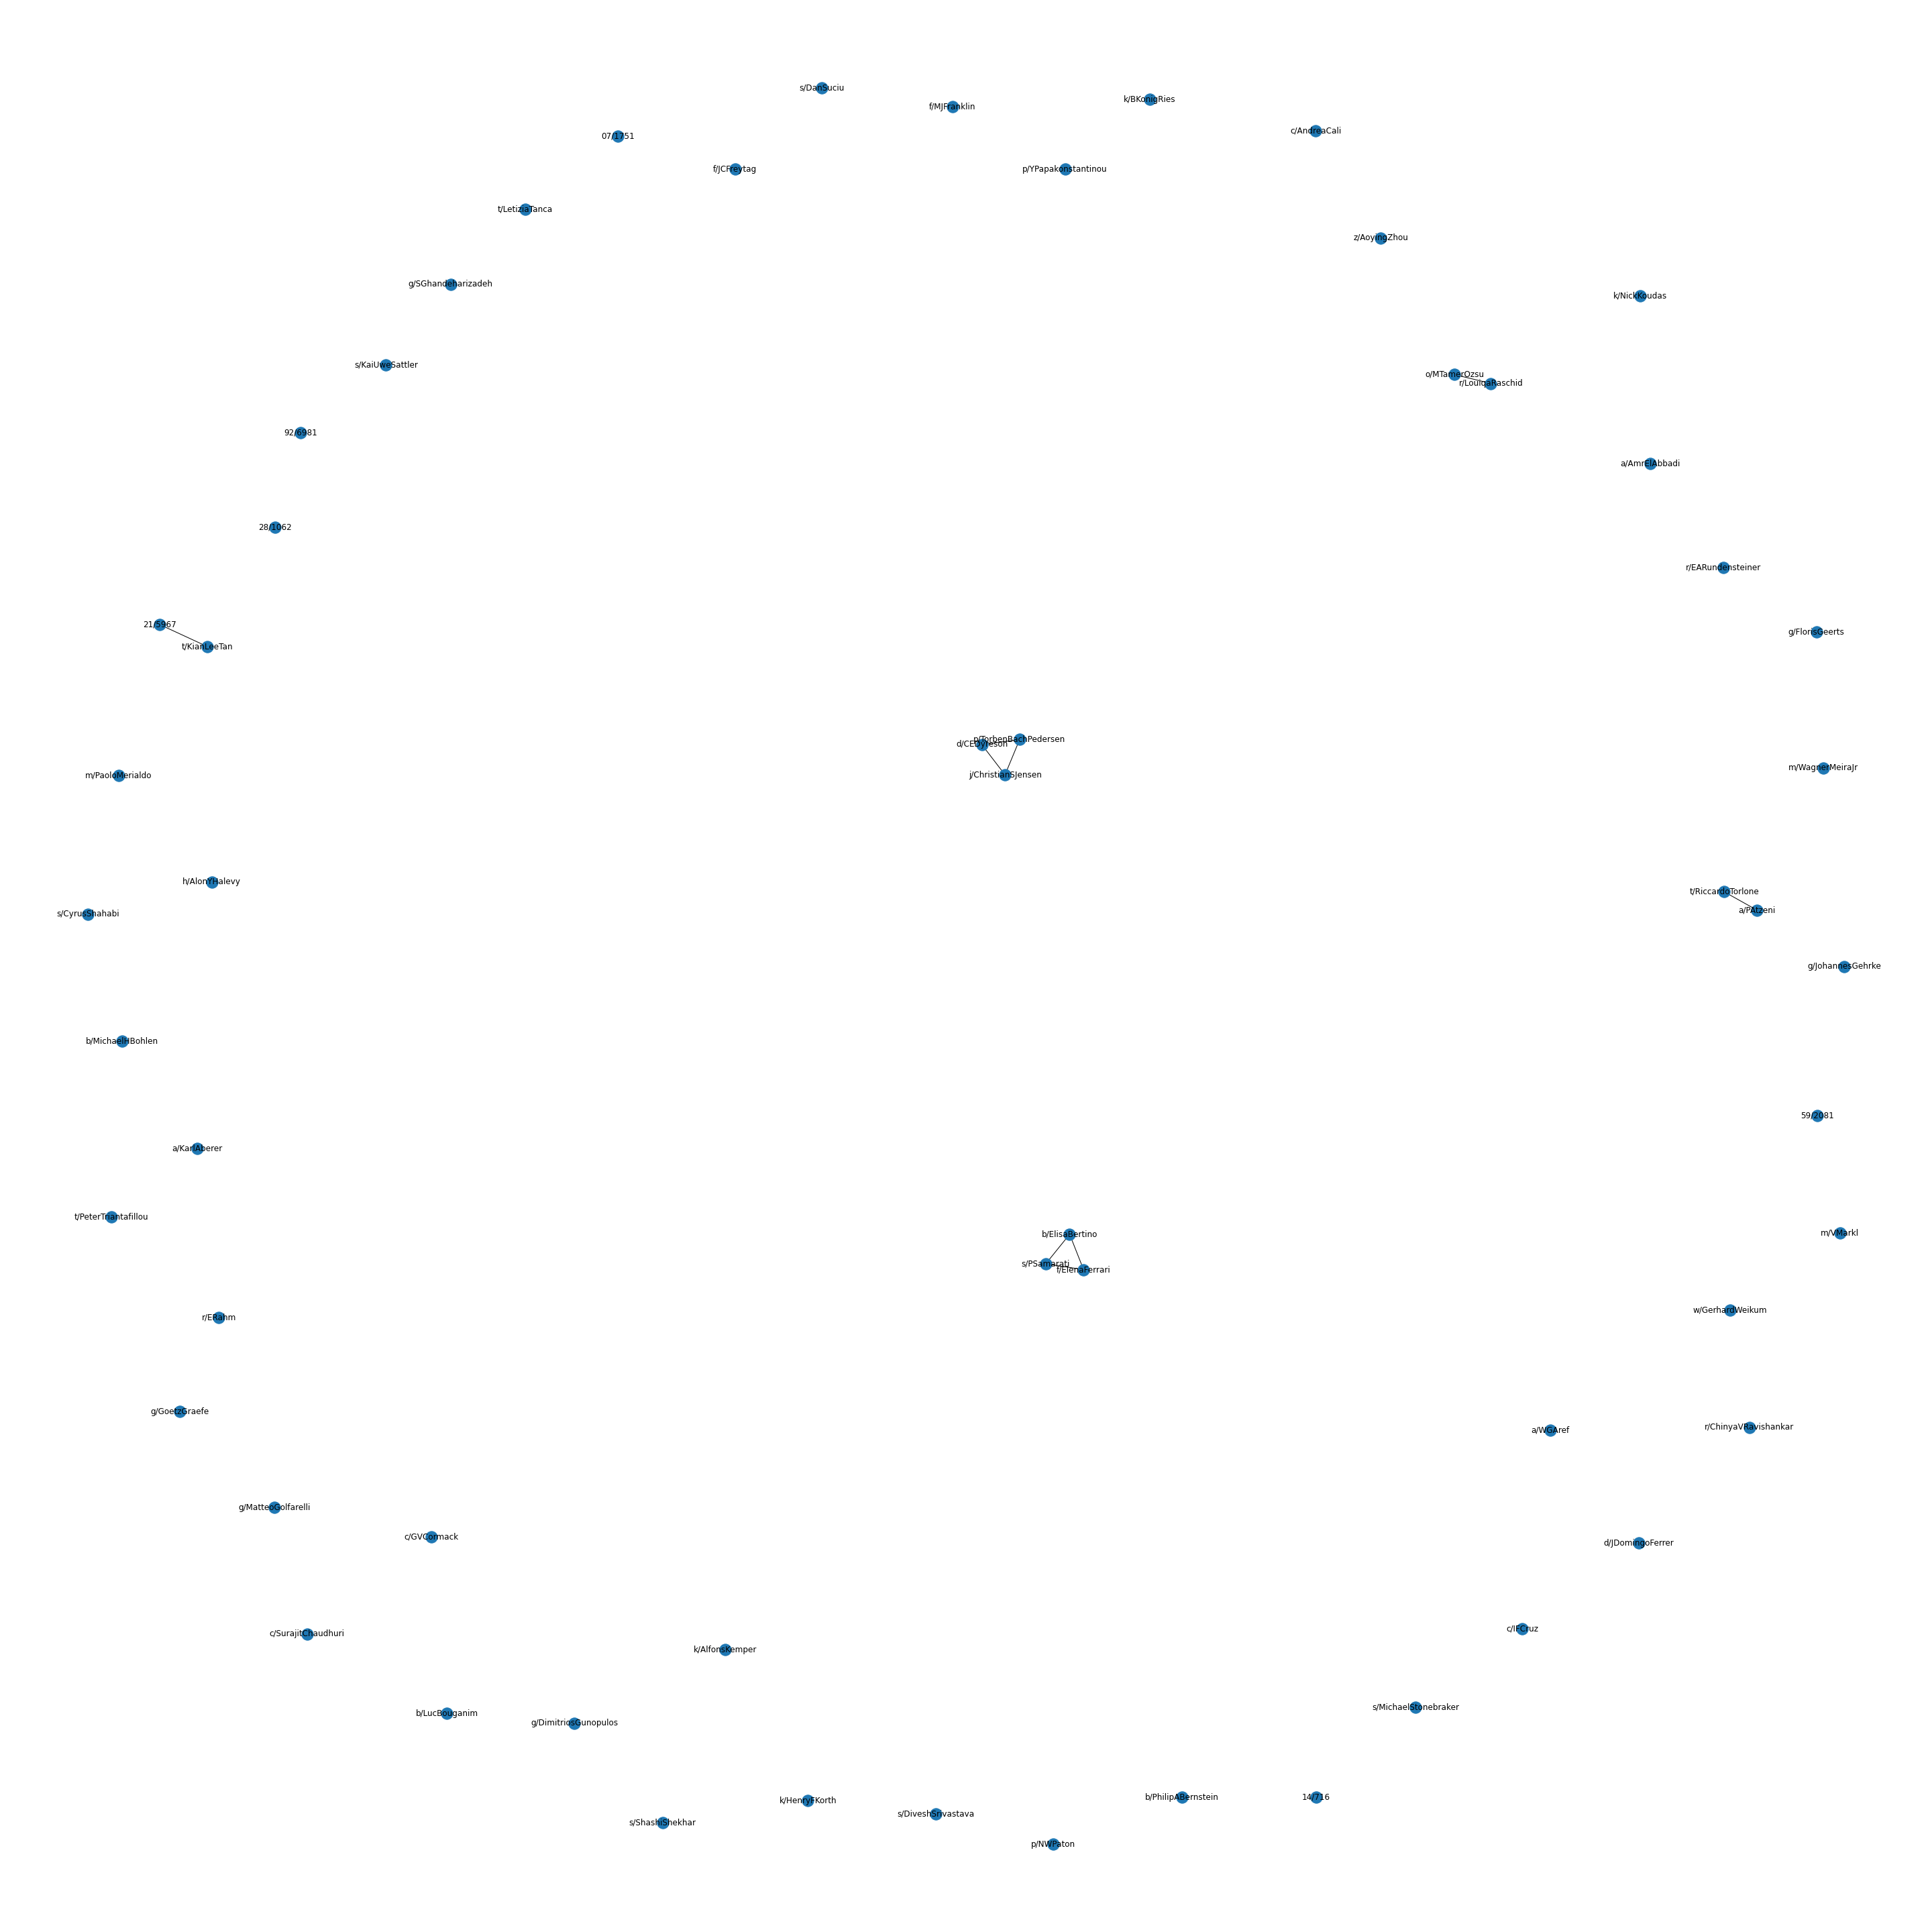 s/DanSuciu
k/BKonigRies
f/MJFranklin
c/AndreaCali
07/1751
f/JCFreytag
p/YPapakonstantinou
t/LetiziaTanca
z/AoyingZhou
g/SGhandeharizadeh
k/NickKoudas
s/KaiUweSattler
o/MTamerOzsu
r/LouiqaRaschid
92/6981
a/AmrElAbbadi
28/1062
r/EARundensteiner
21/5967
g/FlorisGeerts
t/KianLeeTan
p/TorbenBachPedersen
d/CEDyreson
m/WagnerMeiraJr
m/PaoloMerialdo
j/ChristianSJensen
h/AlonYHalevy
t/RiccardoTorlone
a/PAtzeni
s/CyrusShahabi
g/JohannesGehrke
b/MichaelHBohlen
59/2081
a/KarlAberer
t/PeterTriantafillou
m/VMarkl
b/ElisaBertino
s/PSamarati
f/ElenaFerrari
w/GerhardWeikum
r/ERahm
g/GoetzGraefe
r/ChinyaVRavishankar
a/WGAref
g/MatteoGolfarelli
c/GVCormack
d/JDomingoFerrer
c/IFCruz
c/SurajitChaudhuri
k/AlfonsKemper
s/MichaelStonebraker
b/LucBouganim
g/DimitriosGunopulos
b/PhilipABernstein
14/716
k/HenryFKorth
s/DiveshSrivastava
s/ShashiShekhar
p/NWPaton